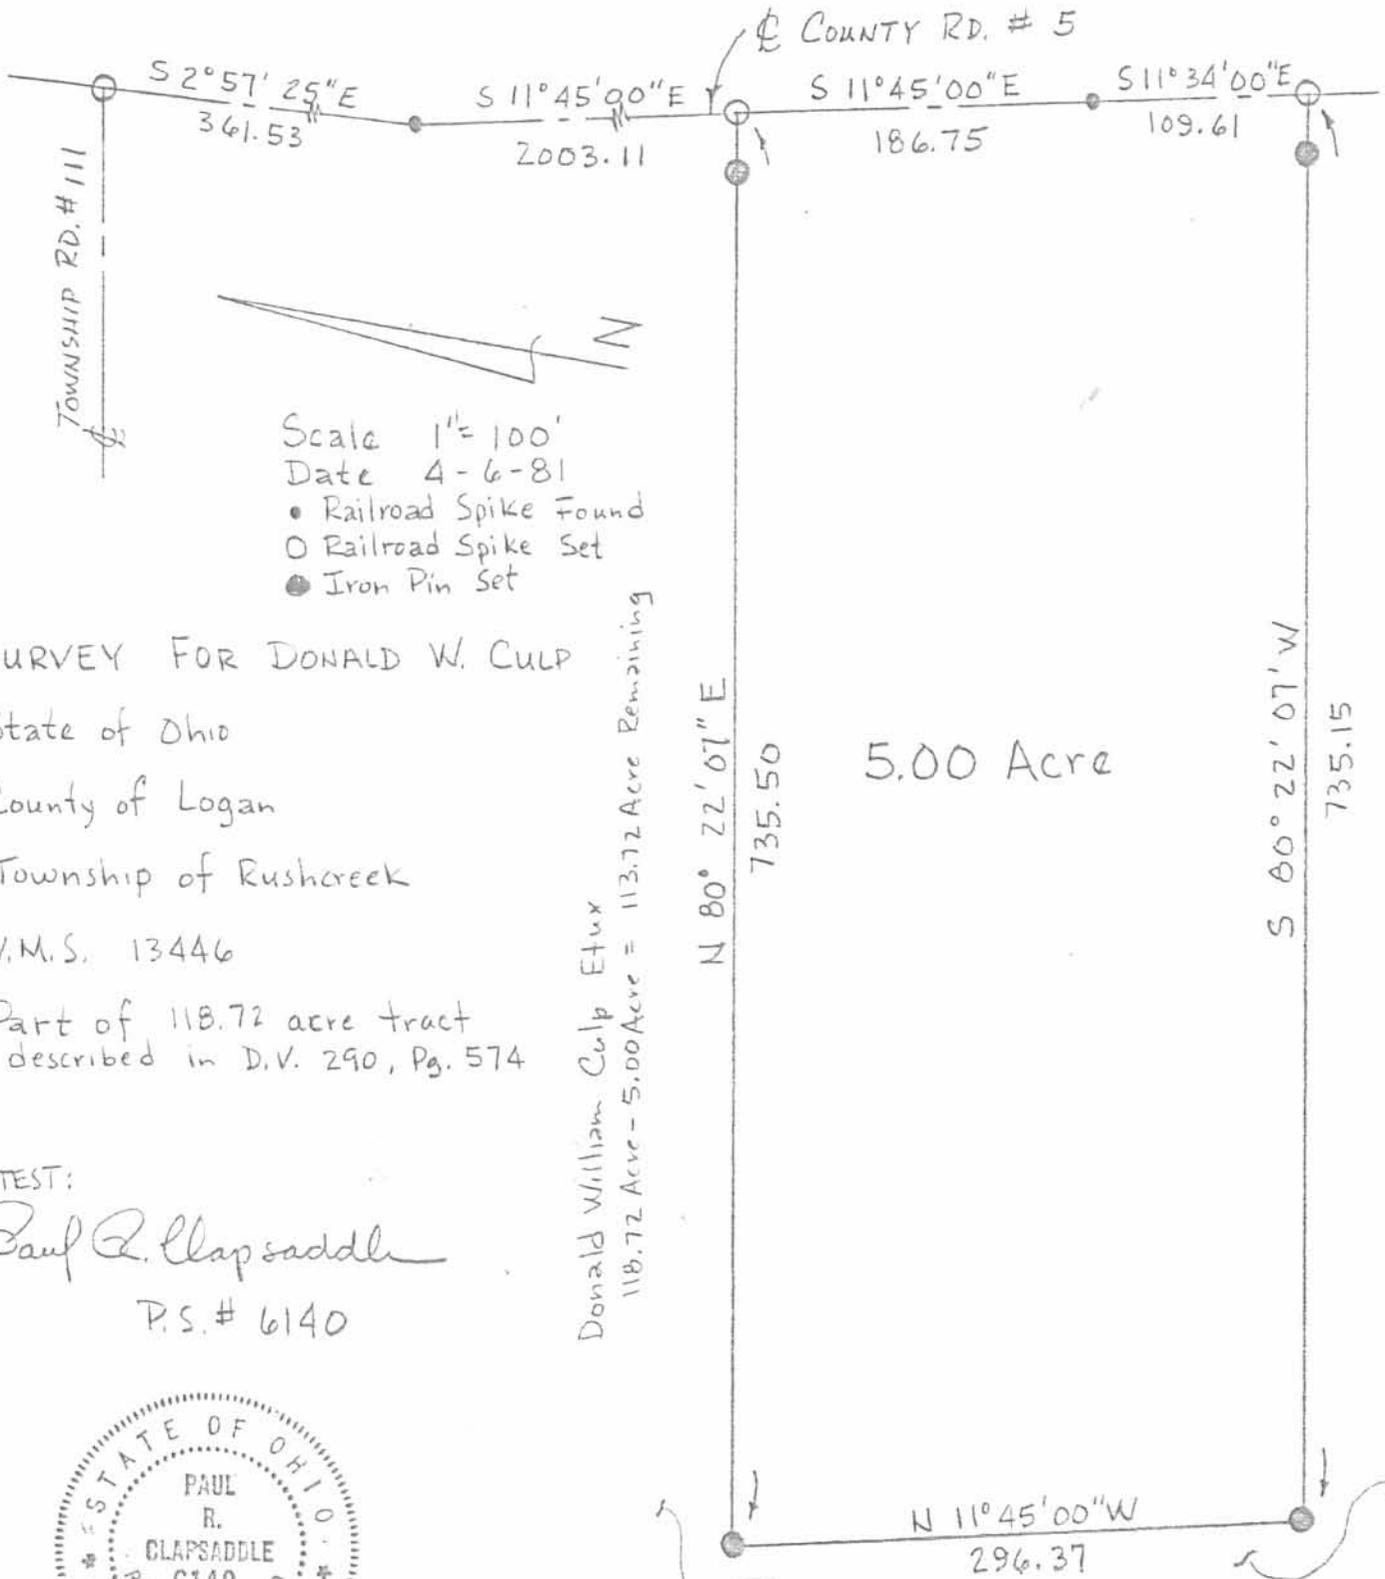 ℄ COUNTY RD. # 5
S 2°57' 25"E
361.53
S 11°45'00"E
2003.11
S 11°45'00"E
186.75
S 11°34'00"E
109.61
TOWNSHIP RD. # 111
℄
N
Scale 1"= 100'
Date 4-6-81
• Railroad Spike Found
O Railroad Spike Set
● Iron Pin Set
URVEY FOR DONALD W. CULP
tate of Ohio
County of Logan
Township of Rushcreek
V.M.S. 13446
Part of 118.72 acre tract
described in D.V. 290, Pg. 574
TEST:
Paul R. Clapsaddle
P.S. # 6140
Donald William Culp Etux
118.72 Acre - 5.00 Acre = 113.72 Acre Remaining
N 80° 22' 07" E
735.50
5.00 Acre
S 80° 22' 07' W
735.15
N 11°45'00"W
296.37
STATE OF OHIO
PAUL
R.
CLAPSADDLE
6140